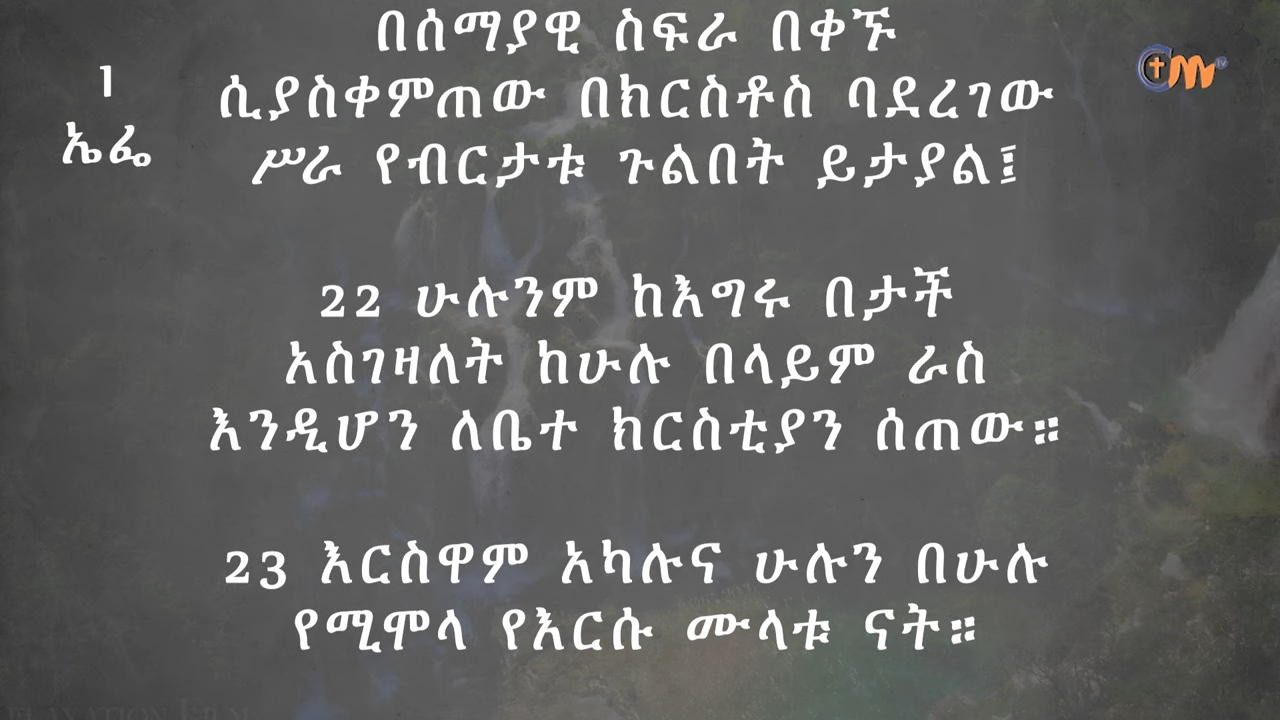 1
ኤፌ
በሰማያዊ ስፍራ በቀኙ
ሲያስቀምጠው በክርስቶስ ባደረገው
ሥራ የብርታቱ ጉልበት ይታያል፤
22 ሁሉንም ከእግሩ በታች
አስገዛለት ከሁሉ በላይም ራስ
እንዲሆን ለቤተ ክርስቲያን ሰጠው።
23 እርስዋም አካሉና ሁሉን በሁሉ
የሚሞላ የእርሱ ሙላቱ ናት።